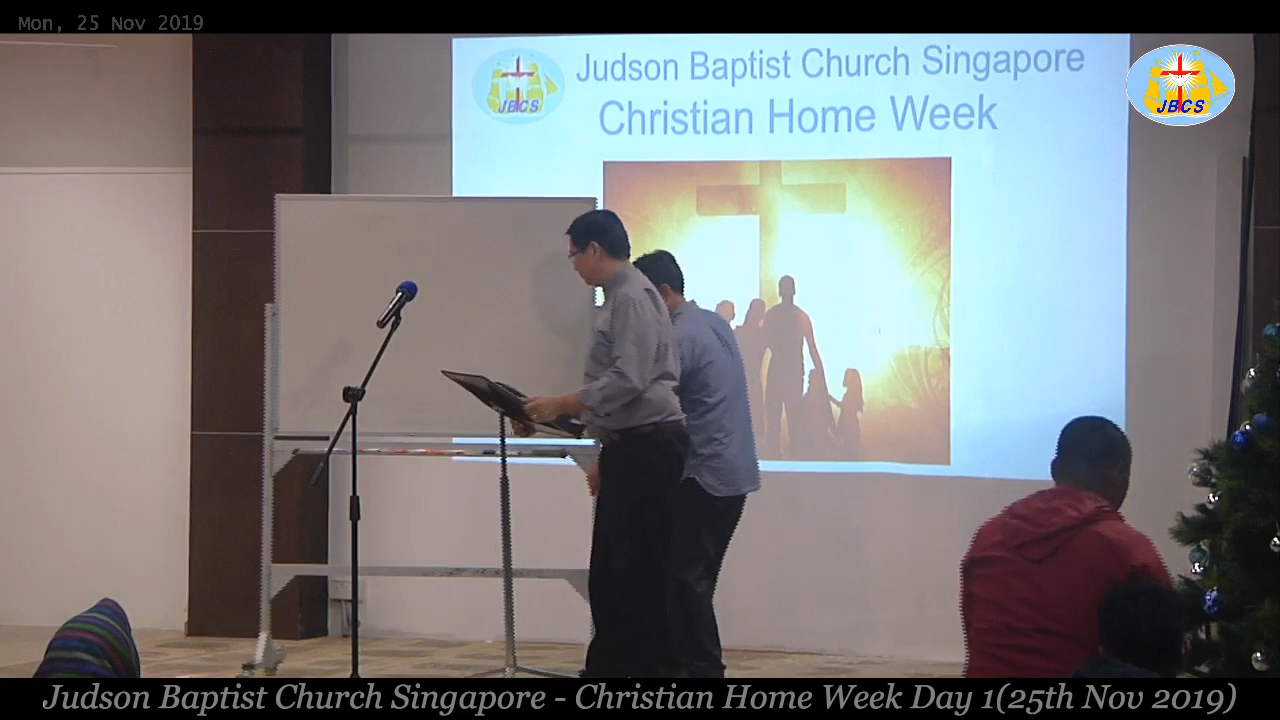 Mon, 25 Nov 2019
Judson Baptist Church Singapore
Christian Home Week
JBCS
JBCS
Judson Baptist Church Singapore - Christian Home Week Day 1(25th Nov 2019)